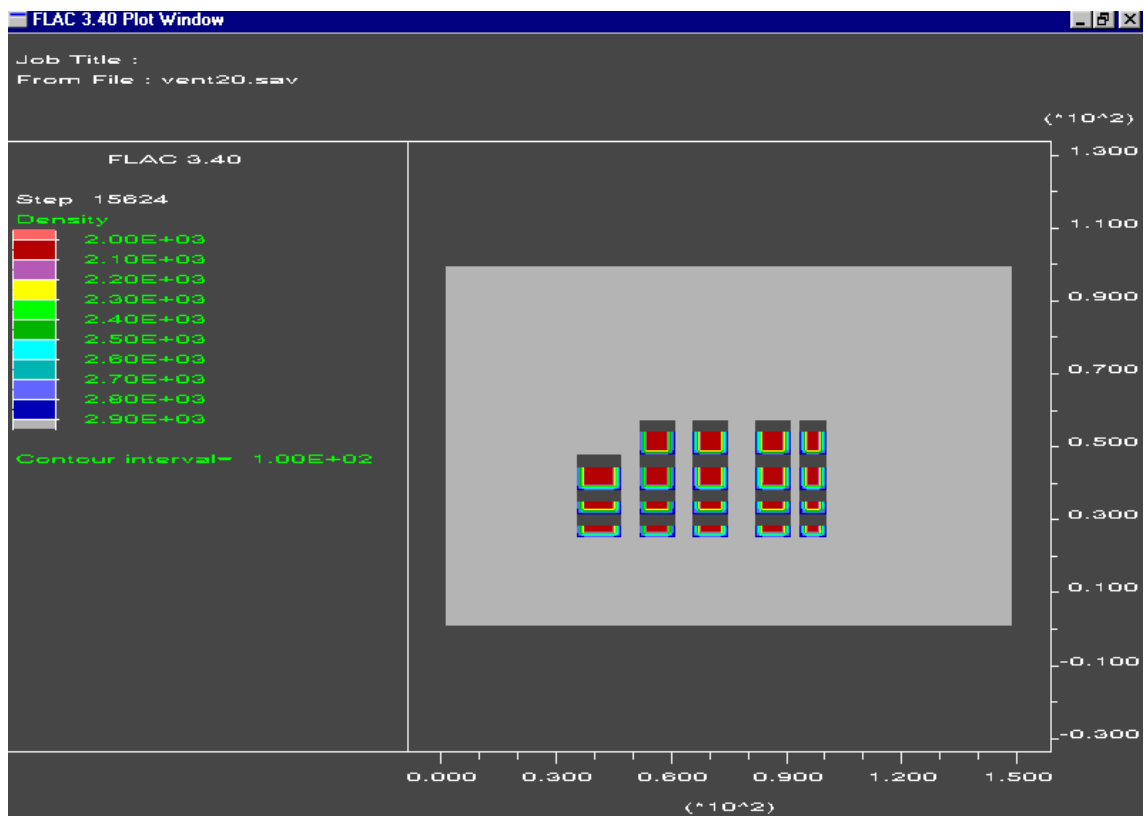 FLAC 3.40 Plot Window
Job Title :
From File : vent20.sav
(*10^2)
FLAC 3.40
Step 15624
Density
2.00E+03
2.10E+03
2.20E+03
2.30E+03
2.40E+03
2.50E+03
2.60E+03
2.70E+03
2.80E+03
2.90E+03
Contour interval= 1.00E+02
1.300
1.100
0.900
0.700
0.500
0.300
0.100
-0.100
-0.300
0.000 0.300 0.600 0.900 1.200 1.500
(*10^2)